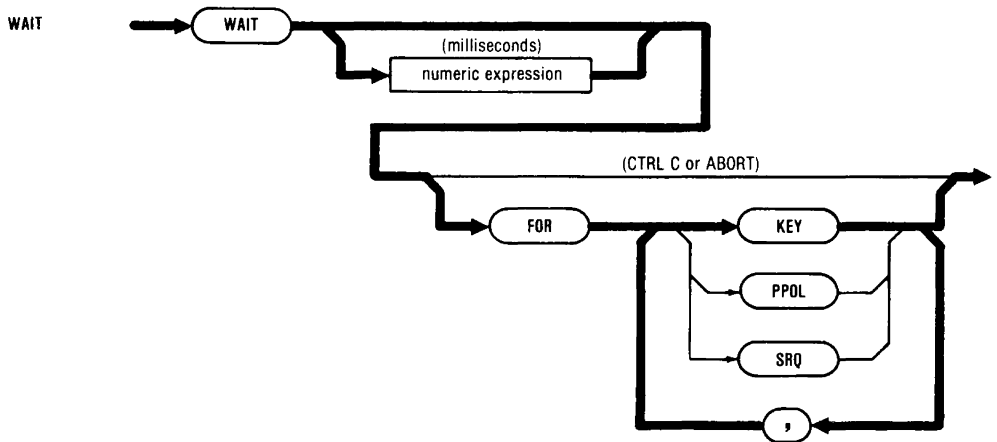 WAIT
WAIT
(milliseconds)
numeric expression
(CTRL C or ABORT)
FOR
KEY
PPOL
SRQ
,